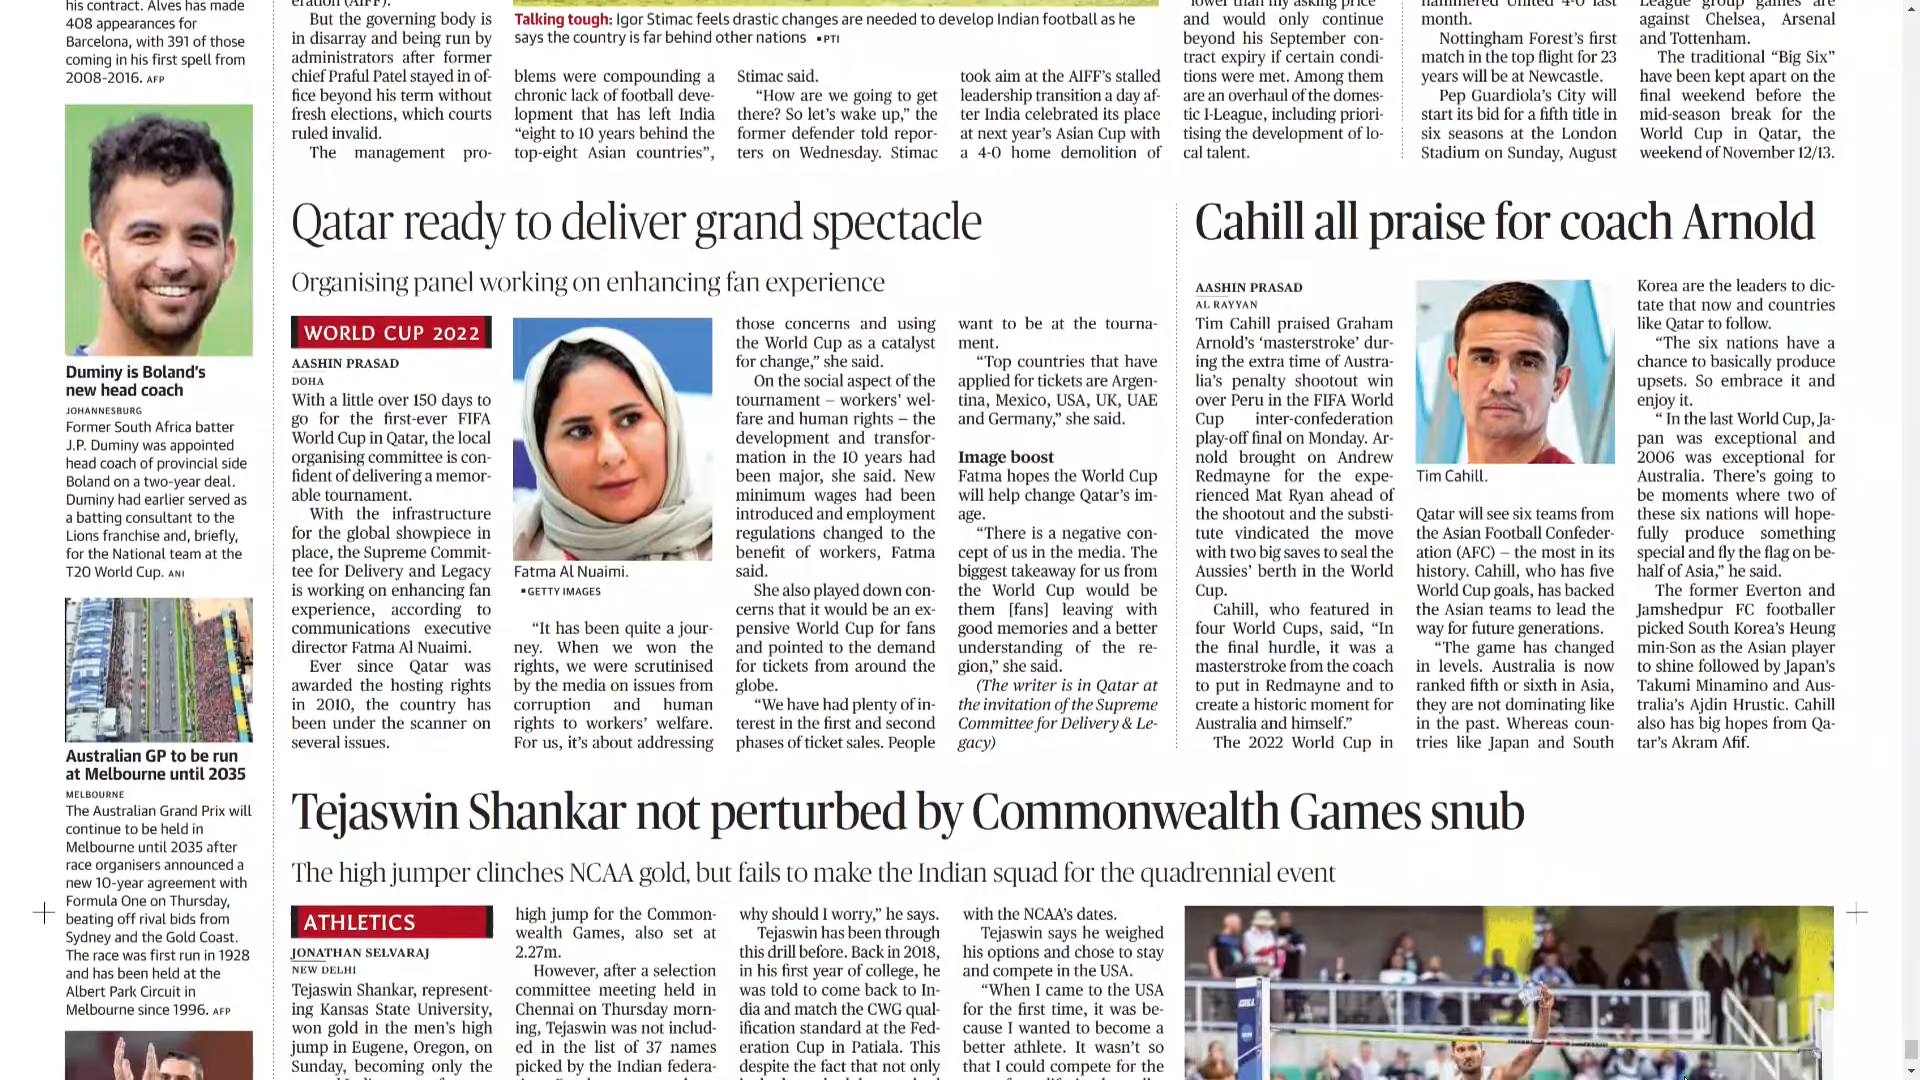 his contract. Alves has made
408 appearances for
Barcelona, with 391 of those
coming in his first spell from
2008-2016. AFP
Duminy is Boland's
new head coach
JOHANNESBURG
Former South Africa batter
J.P. Duminy was appointed
head coach of provincial side
Boland on a two-year deal.
Duminy had earlier served as
a batting consultant to the
Lions franchise and, briefly,
for the National team at the
T20 World Cup. ANI
Australian GP to be run
at Melbourne until 2035
MELBOURNE
The Australian Grand Prix will
continue to be held in
Melbourne until 2035 after
race organisers announced a
new 10-year agreement with
Formula One on Thursday,
beating off rival bids from
Sydney and the Gold Coast.
The race was first run in 1928
and has been held at the
Albert Park Circuit in
Melbourne since 1996. AFP
eration (AIFF).
But the governing body is
in disarray and being run by
administrators after former
chief Praful Patel stayed in of-
fice beyond his term without
fresh elections, which courts
ruled invalid.
The management pro-
Talking tough: Igor Stimac feels drastic changes are needed to develop Indian football as he
says the country is far behind other nations ▪PTI
blems were compounding a
chronic lack of football deve-
lopment that has left India
“eight to 10 years behind the
top-eight Asian countries”,
Stimac said.
“How are we going to get
there? So let’s wake up,” the
former defender told repor-
ters on Wednesday. Stimac
took aim at the AIFF’s stalled
leadership transition a day af-
ter India celebrated its place
at next year’s Asian Cup with
a 4-0 home demolition of
“lower than my asking price”
and would only continue
beyond his September con-
tract expiry if certain condi-
tions were met. Among them
are an overhaul of the domes-
tic I-League, including priori-
tising the development of lo-
cal talent.
hammered United 4-0 last
month.
Nottingham Forest’s first
match in the top flight for 23
years will be at Newcastle.
Pep Guardiola’s City will
start its bid for a fifth title in
six seasons at the London
Stadium on Sunday, August
League group games are
against Chelsea, Arsenal
and Tottenham.
The traditional “Big Six”
have been kept apart on the
final weekend before the
mid-season break for the
World Cup in Qatar, the
weekend of November 12/13.
Qatar ready to deliver grand spectacle
Organising panel working on enhancing fan experience
WORLD CUP 2022
AASHIN PRASAD
DOHA
With a little over 150 days to
go for the first-ever FIFA
World Cup in Qatar, the local
organising committee is con-
fident of delivering a memor-
able tournament.
With the infrastructure
for the global showpiece in
place, the Supreme Commit-
tee for Delivery and Legacy
is working on enhancing fan
experience, according to
communications executive
director Fatma Al Nuaimi.
Ever since Qatar was
awarded the hosting rights
in 2010, the country has
been under the scanner on
several issues.
Fatma Al Nuaimi.
▪GETTY IMAGES
“It has been quite a jour-
ney. When we won the
rights, we were scrutinised
by the media on issues from
corruption and human
rights to workers’ welfare.
For us, it’s about addressing
those concerns and using
the World Cup as a catalyst
for change,” she said.
On the social aspect of the
tournament – workers’ wel-
fare and human rights – the
development and transfor-
mation in the 10 years had
been major, she said. New
minimum wages had been
introduced and employment
regulations changed to the
benefit of workers, Fatma
said.
She also played down con-
cerns that it would be an ex-
pensive World Cup for fans
and pointed to the demand
for tickets from around the
globe.
“We have had plenty of in-
terest in the first and second
phases of ticket sales. People
want to be at the tourna-
ment.
“Top countries that have
applied for tickets are Argen-
tina, Mexico, USA, UK, UAE
and Germany,” she said.
Image boost
Fatma hopes the World Cup
will help change Qatar’s im-
age.
“There is a negative con-
cept of us in the media. The
biggest takeaway for us from
the World Cup would be
them [fans] leaving with
good memories and a better
understanding of the re-
gion,” she said.
(The writer is in Qatar at
the invitation of the Supreme
Committee for Delivery & Le-
gacy)
Cahill all praise for coach Arnold
AASHIN PRASAD
AL RAYYAN
Tim Cahill praised Graham
Arnold’s ‘masterstroke’ dur-
ing the extra time of Austra-
lia’s penalty shootout win
over Peru in the FIFA World
Cup inter-confederation
play-off final on Monday. Ar-
nold brought on Andrew
Redmayne for the expe-
rienced Mat Ryan ahead of
the shootout and the substi-
tute vindicated the move
with two big saves to seal the
Aussies’ berth in the World
Cup.
Cahill, who featured in
four World Cups, said, “In
the final hurdle, it was a
masterstroke from the coach
to put in Redmayne and to
create a historic moment for
Australia and himself.”
The 2022 World Cup in
Tim Cahill.
Qatar will see six teams from
the Asian Football Confeder-
ation (AFC) – the most in its
history. Cahill, who has five
World Cup goals, has backed
the Asian teams to lead the
way for future generations.
“The game has changed
in levels. Australia is now
ranked fifth or sixth in Asia,
they are not dominating like
in the past. Whereas coun-
tries like Japan and South
Korea are the leaders to dic-
tate that now and countries
like Qatar to follow.
“The six nations have a
chance to basically produce
upsets. So embrace it and
enjoy it.
“ In the last World Cup, Ja-
pan was exceptional and
2006 was exceptional for
Australia. There’s going to
be moments where two of
these six nations will hope-
fully produce something
special and fly the flag on be-
half of Asia,” he said.
The former Everton and
Jamshedpur FC footballer
picked South Korea’s Heung
min-Son as the Asian player
to shine followed by Japan’s
Takumi Minamino and Aus-
tralia’s Ajdin Hrustic. Cahill
also has big hopes from Qa-
tar’s Akram Afif.
Tejaswin Shankar not perturbed by Commonwealth Games snub
The high jumper clinches NCAA gold, but fails to make the Indian squad for the quadrennial event
ATHLETICS
JONATHAN SELVARAJ
NEW DELHI
Tejaswin Shankar, represent-
ing Kansas State University,
won gold in the men’s high
jump in Eugene, Oregon, on
Sunday, becoming only the
high jump for the Common-
wealth Games, also set at
2.27m.
However, after a selection
committee meeting held in
Chennai on Thursday morn-
ing, Tejaswin was not includ-
ed in the list of 37 names
picked by the Indian federa-
why should I worry,” he says.
Tejaswin has been through
this drill before. Back in 2018,
in his first year of college, he
was told to come back to In-
dia and match the CWG qual-
ification standard at the Fed-
eration Cup in Patiala. This
despite the fact that not only
with the NCAA’s dates.
Tejaswin says he weighed
his options and chose to stay
and compete in the USA.
“When I came to the USA
for the first time, it was be-
cause I wanted to become a
better athlete. It wasn’t so
that I could compete for the